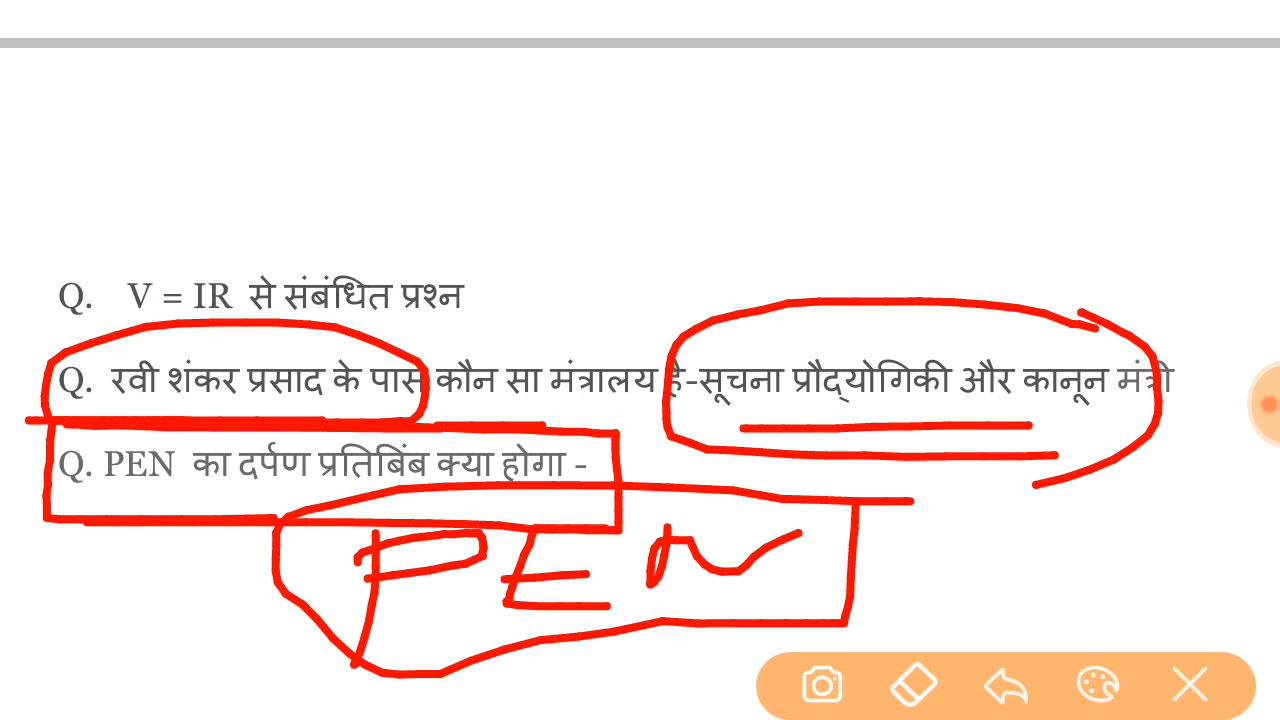 Q. V = IR से संबंधित प्रश्न
Q. रवी शंकर प्रसाद के पास कौन सा मंत्रालय है-सूचना प्रौद्योगिकी और कानून मंत्री
Q. PEN का दर्पण प्रतिबिंब क्या होगा -
PEN